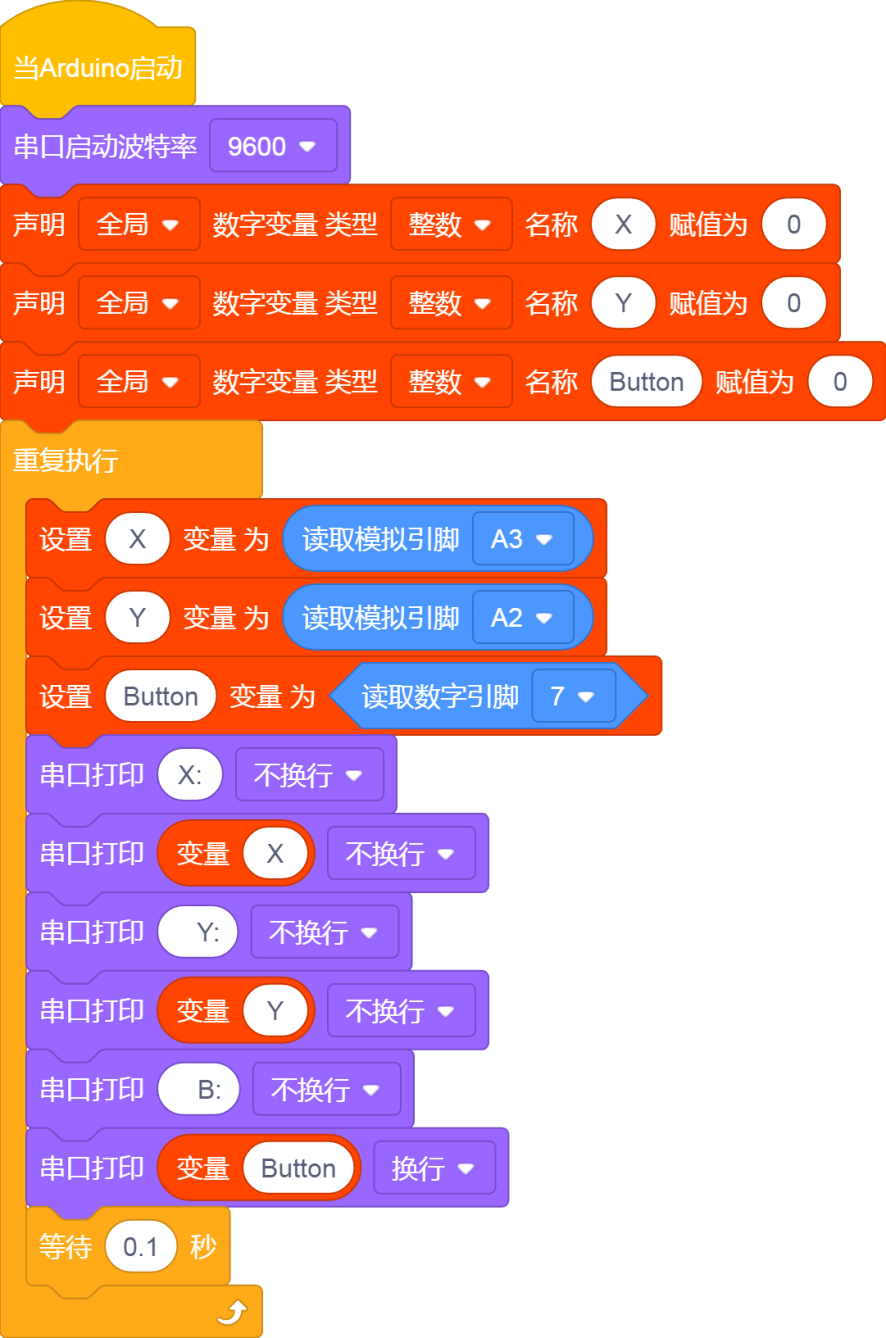 当Arduino启动
串口启动波特率 9600
声明 全局 数字变量 类型 整数 名称 X 赋值为 0
声明 全局 数字变量 类型 整数 名称 Y 赋值为 0
声明 全局 数字变量 类型 整数 名称 Button 赋值为 0
重复执行
设置 X 变量 为 读取模拟引脚 A3
设置 Y 变量 为 读取模拟引脚 A2
设置 Button 变量 为 读取数字引脚 7
串口打印 X: 不换行
串口打印 变量 X 不换行
串口打印 Y: 不换行
串口打印 变量 Y 不换行
串口打印 B: 不换行
串口打印 变量 Button 换行
等待 0.1 秒